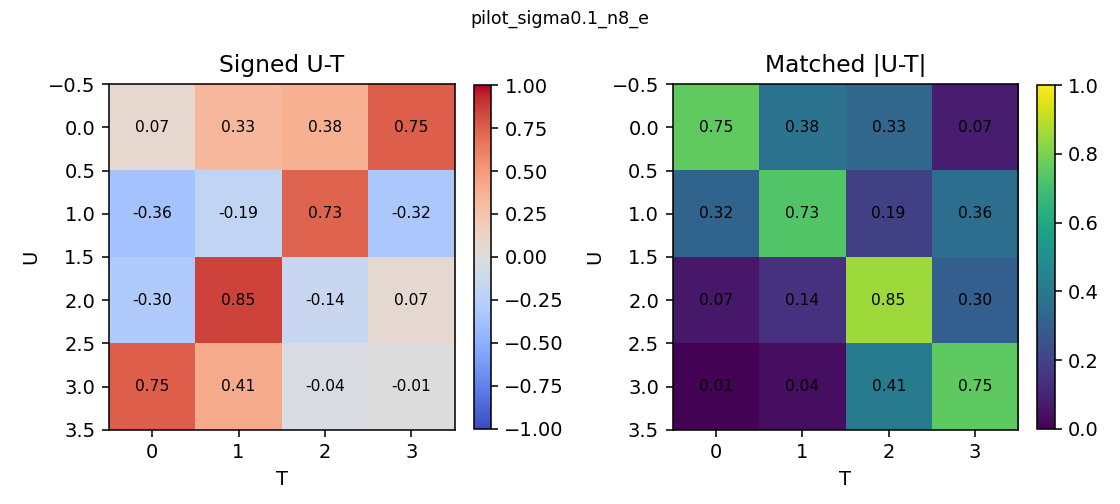 pilot_sigma0.1_n8_e
Signed U-T
−0.5
0.0
0.5
1.0
1.5
2.0
2.5
3.0
3.5
U
0.07 0.33 0.38 0.75
-0.36 -0.19 0.73 -0.32
-0.30 0.85 -0.14 0.07
0.75 0.41 -0.04 -0.01
0 1 2 3
T
1.00
0.75
0.50
0.25
0.00
−0.25
−0.50
−0.75
−1.00
Matched |U-T|
−0.5
0.0
0.5
1.0
1.5
2.0
2.5
3.0
3.5
U
0.75 0.38 0.33 0.07
0.32 0.73 0.19 0.36
0.07 0.14 0.85 0.30
0.01 0.04 0.41 0.75
0 1 2 3
T
1.0
0.8
0.6
0.4
0.2
0.0